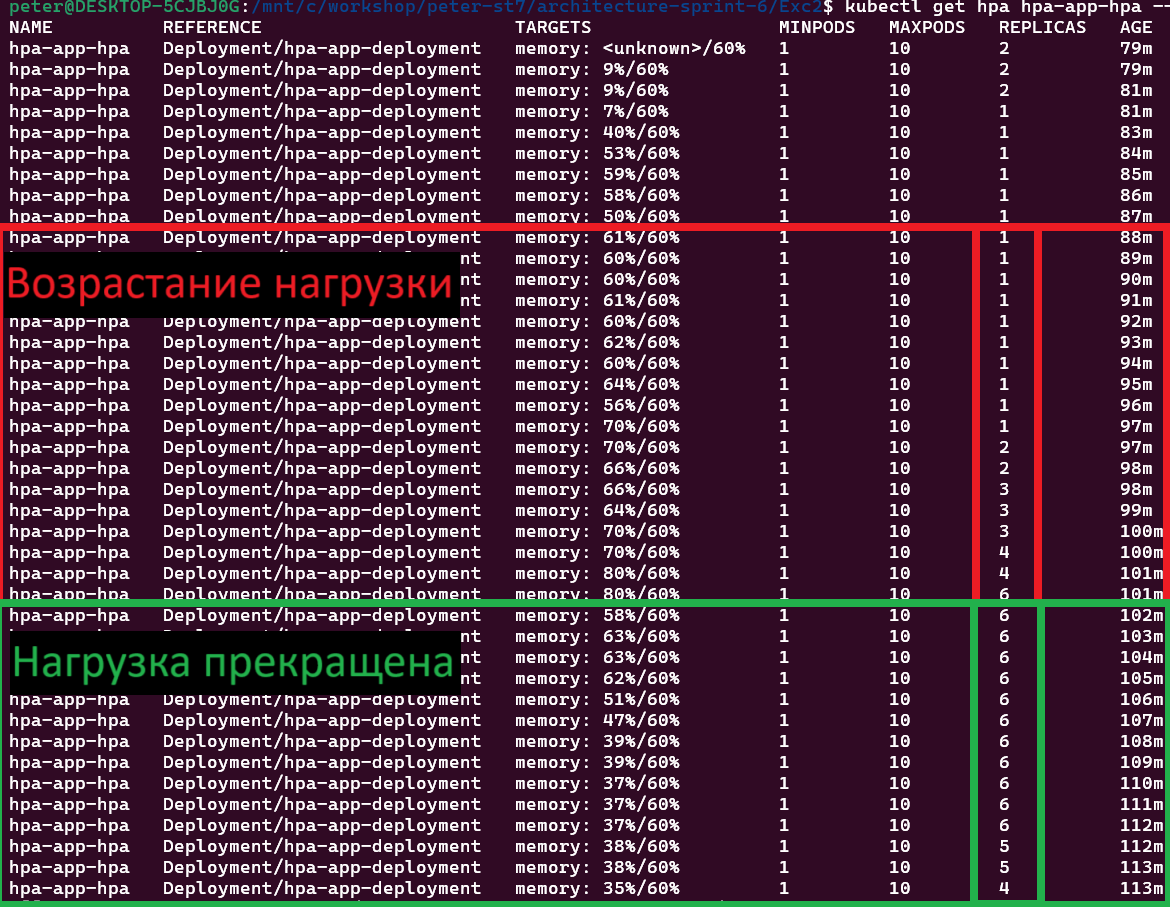 peter@DESKTOP-5CJBJ0G:/mnt/c/workshop/peter-st7/architecture-sprint-6/Exc2$ kubectl get hpa hpa-app-hpa --
NAME REFERENCE TARGETS MINPODS MAXPODS REPLICAS AGE
hpa-app-hpa Deployment/hpa-app-deployment memory: <unknown>/60% 1 10 2 79m
hpa-app-hpa Deployment/hpa-app-deployment memory: 9%/60% 1 10 2 79m
hpa-app-hpa Deployment/hpa-app-deployment memory: 9%/60% 1 10 2 81m
hpa-app-hpa Deployment/hpa-app-deployment memory: 7%/60% 1 10 1 81m
hpa-app-hpa Deployment/hpa-app-deployment memory: 40%/60% 1 10 1 83m
hpa-app-hpa Deployment/hpa-app-deployment memory: 53%/60% 1 10 1 84m
hpa-app-hpa Deployment/hpa-app-deployment memory: 59%/60% 1 10 1 85m
hpa-app-hpa Deployment/hpa-app-deployment memory: 58%/60% 1 10 1 86m
hpa-app-hpa Deployment/hpa-app-deployment memory: 50%/60% 1 10 1 87m
hpa-app-hpa Deployment/hpa-app-deployment memory: 61%/60% 1 10 1 88m
nt memory: 60%/60% 1 10 1 89m
Возрастание нагрузки
nt memory: 60%/60% 1 10 1 90m
nt memory: 61%/60% 1 10 1 91m
hpa-app-hpa Deployment/hpa-app-deployment memory: 60%/60% 1 10 1 92m
hpa-app-hpa Deployment/hpa-app-deployment memory: 62%/60% 1 10 1 93m
hpa-app-hpa Deployment/hpa-app-deployment memory: 60%/60% 1 10 1 94m
hpa-app-hpa Deployment/hpa-app-deployment memory: 64%/60% 1 10 1 95m
hpa-app-hpa Deployment/hpa-app-deployment memory: 56%/60% 1 10 1 96m
hpa-app-hpa Deployment/hpa-app-deployment memory: 70%/60% 1 10 1 97m
hpa-app-hpa Deployment/hpa-app-deployment memory: 70%/60% 1 10 2 97m
hpa-app-hpa Deployment/hpa-app-deployment memory: 66%/60% 1 10 2 98m
hpa-app-hpa Deployment/hpa-app-deployment memory: 66%/60% 1 10 3 98m
hpa-app-hpa Deployment/hpa-app-deployment memory: 64%/60% 1 10 3 99m
hpa-app-hpa Deployment/hpa-app-deployment memory: 70%/60% 1 10 3 100m
hpa-app-hpa Deployment/hpa-app-deployment memory: 70%/60% 1 10 4 100m
hpa-app-hpa Deployment/hpa-app-deployment memory: 80%/60% 1 10 4 101m
hpa-app-hpa Deployment/hpa-app-deployment memory: 80%/60% 1 10 6 101m
hpa-app-hpa Deployment/hpa-app-deployment memory: 58%/60% 1 10 6 102m
nt memory: 63%/60% 1 10 6 103m
Нагрузка прекращена
nt memory: 63%/60% 1 10 6 104m
nt memory: 62%/60% 1 10 6 105m
hpa-app-hpa Deployment/hpa-app-deployment memory: 51%/60% 1 10 6 106m
hpa-app-hpa Deployment/hpa-app-deployment memory: 47%/60% 1 10 6 107m
hpa-app-hpa Deployment/hpa-app-deployment memory: 39%/60% 1 10 6 108m
hpa-app-hpa Deployment/hpa-app-deployment memory: 39%/60% 1 10 6 109m
hpa-app-hpa Deployment/hpa-app-deployment memory: 37%/60% 1 10 6 110m
hpa-app-hpa Deployment/hpa-app-deployment memory: 37%/60% 1 10 6 111m
hpa-app-hpa Deployment/hpa-app-deployment memory: 37%/60% 1 10 6 112m
hpa-app-hpa Deployment/hpa-app-deployment memory: 38%/60% 1 10 5 112m
hpa-app-hpa Deployment/hpa-app-deployment memory: 38%/60% 1 10 5 113m
hpa-app-hpa Deployment/hpa-app-deployment memory: 35%/60% 1 10 4 113m